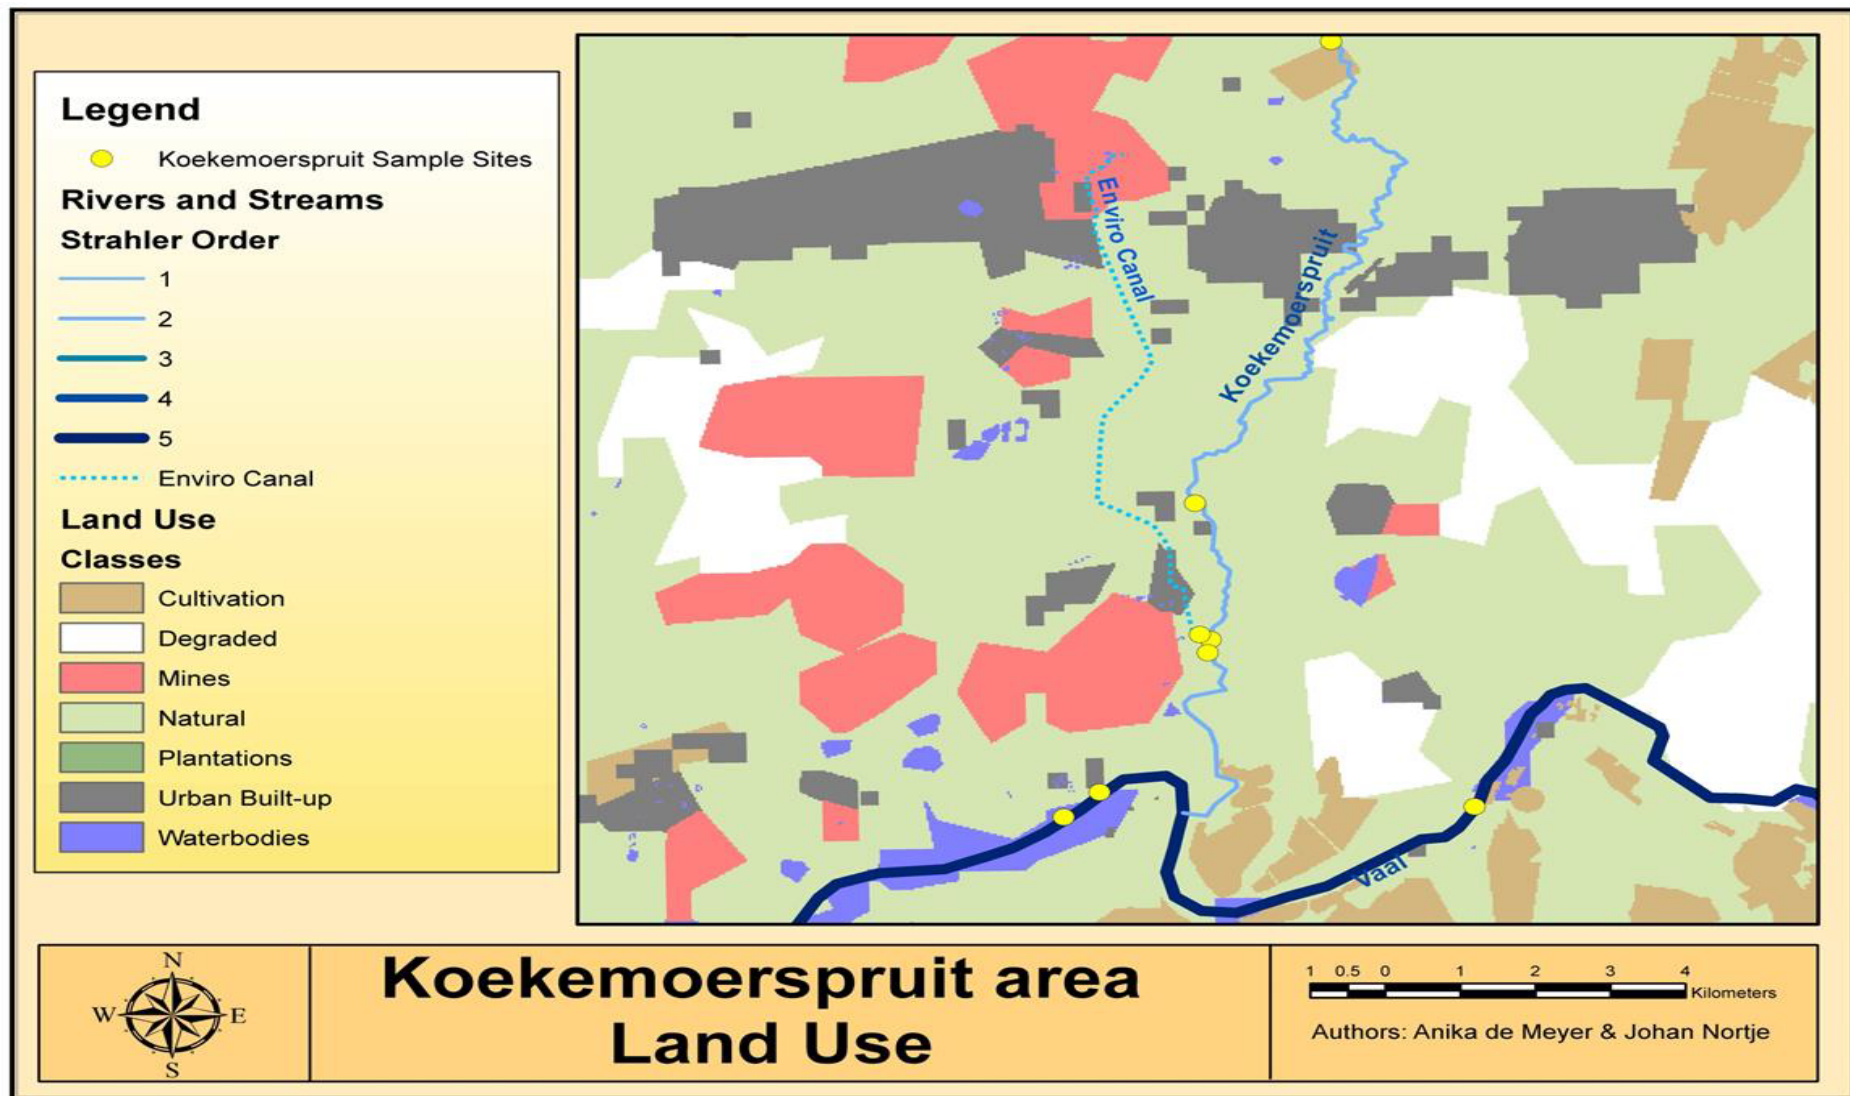 Legend
Koekemoerspruit Sample Sites
Rivers and Streams
Strahler Order
1
2
3
4
5
Enviro Canal
Land Use
Classes
Cultivation
Degraded
Mines
Natural
Plantations
Urban Built-up
Waterbodies
Enviro Canal
Koekemoerspruit
Vaal
N
W E
S
Koekemoerspruit area
Land Use
1 0.5 0 1 2 3 4
Kilometers
Authors: Anika de Meyer & Johan Nortje